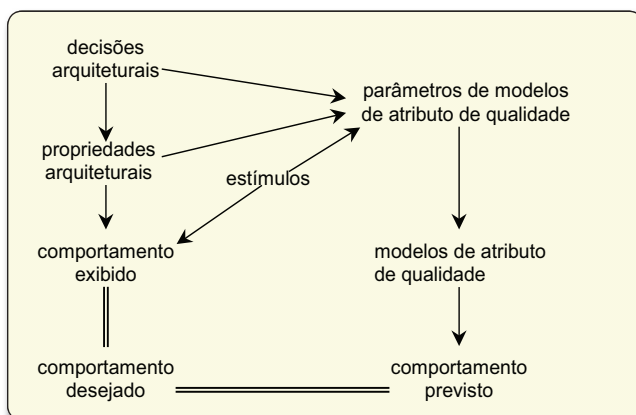 decisões
arquiteturais
parâmetros de modelos
de atributo de qualidade
propriedades
arquiteturais
estímulos
comportamento
exibido
modelos de atributo
de qualidade
comportamento
desejado
comportamento
previsto